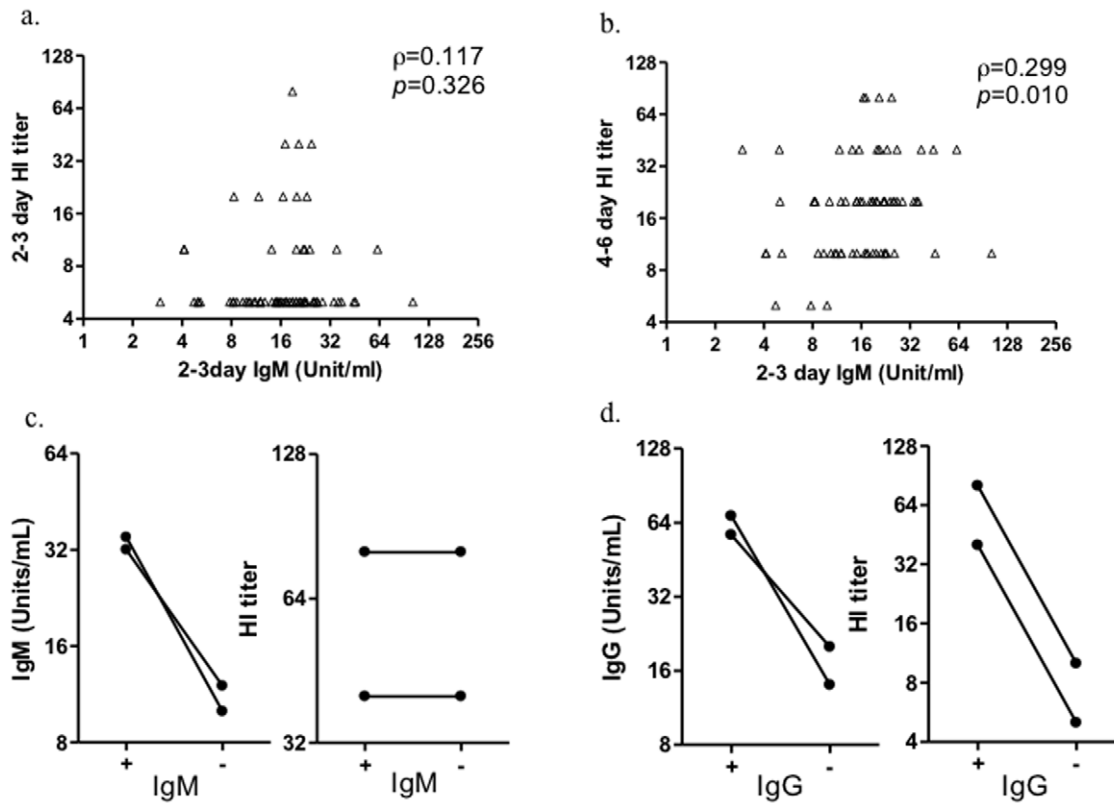 a.
ρ=0.117
p=0.326
2-3 day HI titer
128
64
32
16
8
4
1 2 4 8 16 32 64 128 256
2-3day IgM (Unit/ml)
b.
ρ=0.299
p=0.010
4-6 day HI titer
128
64
32
16
8
4
1 2 4 8 16 32 64 128 256
2-3 day IgM (Unit/ml)
c.
IgM (Units/mL)
64
32
16
8
+ -
IgM
HI titer
128
64
32
+ -
IgM
d.
IgG (Units/mL)
128
64
32
16
8
+ -
IgG
HI titer
128
64
32
16
8
4
+ -
IgG